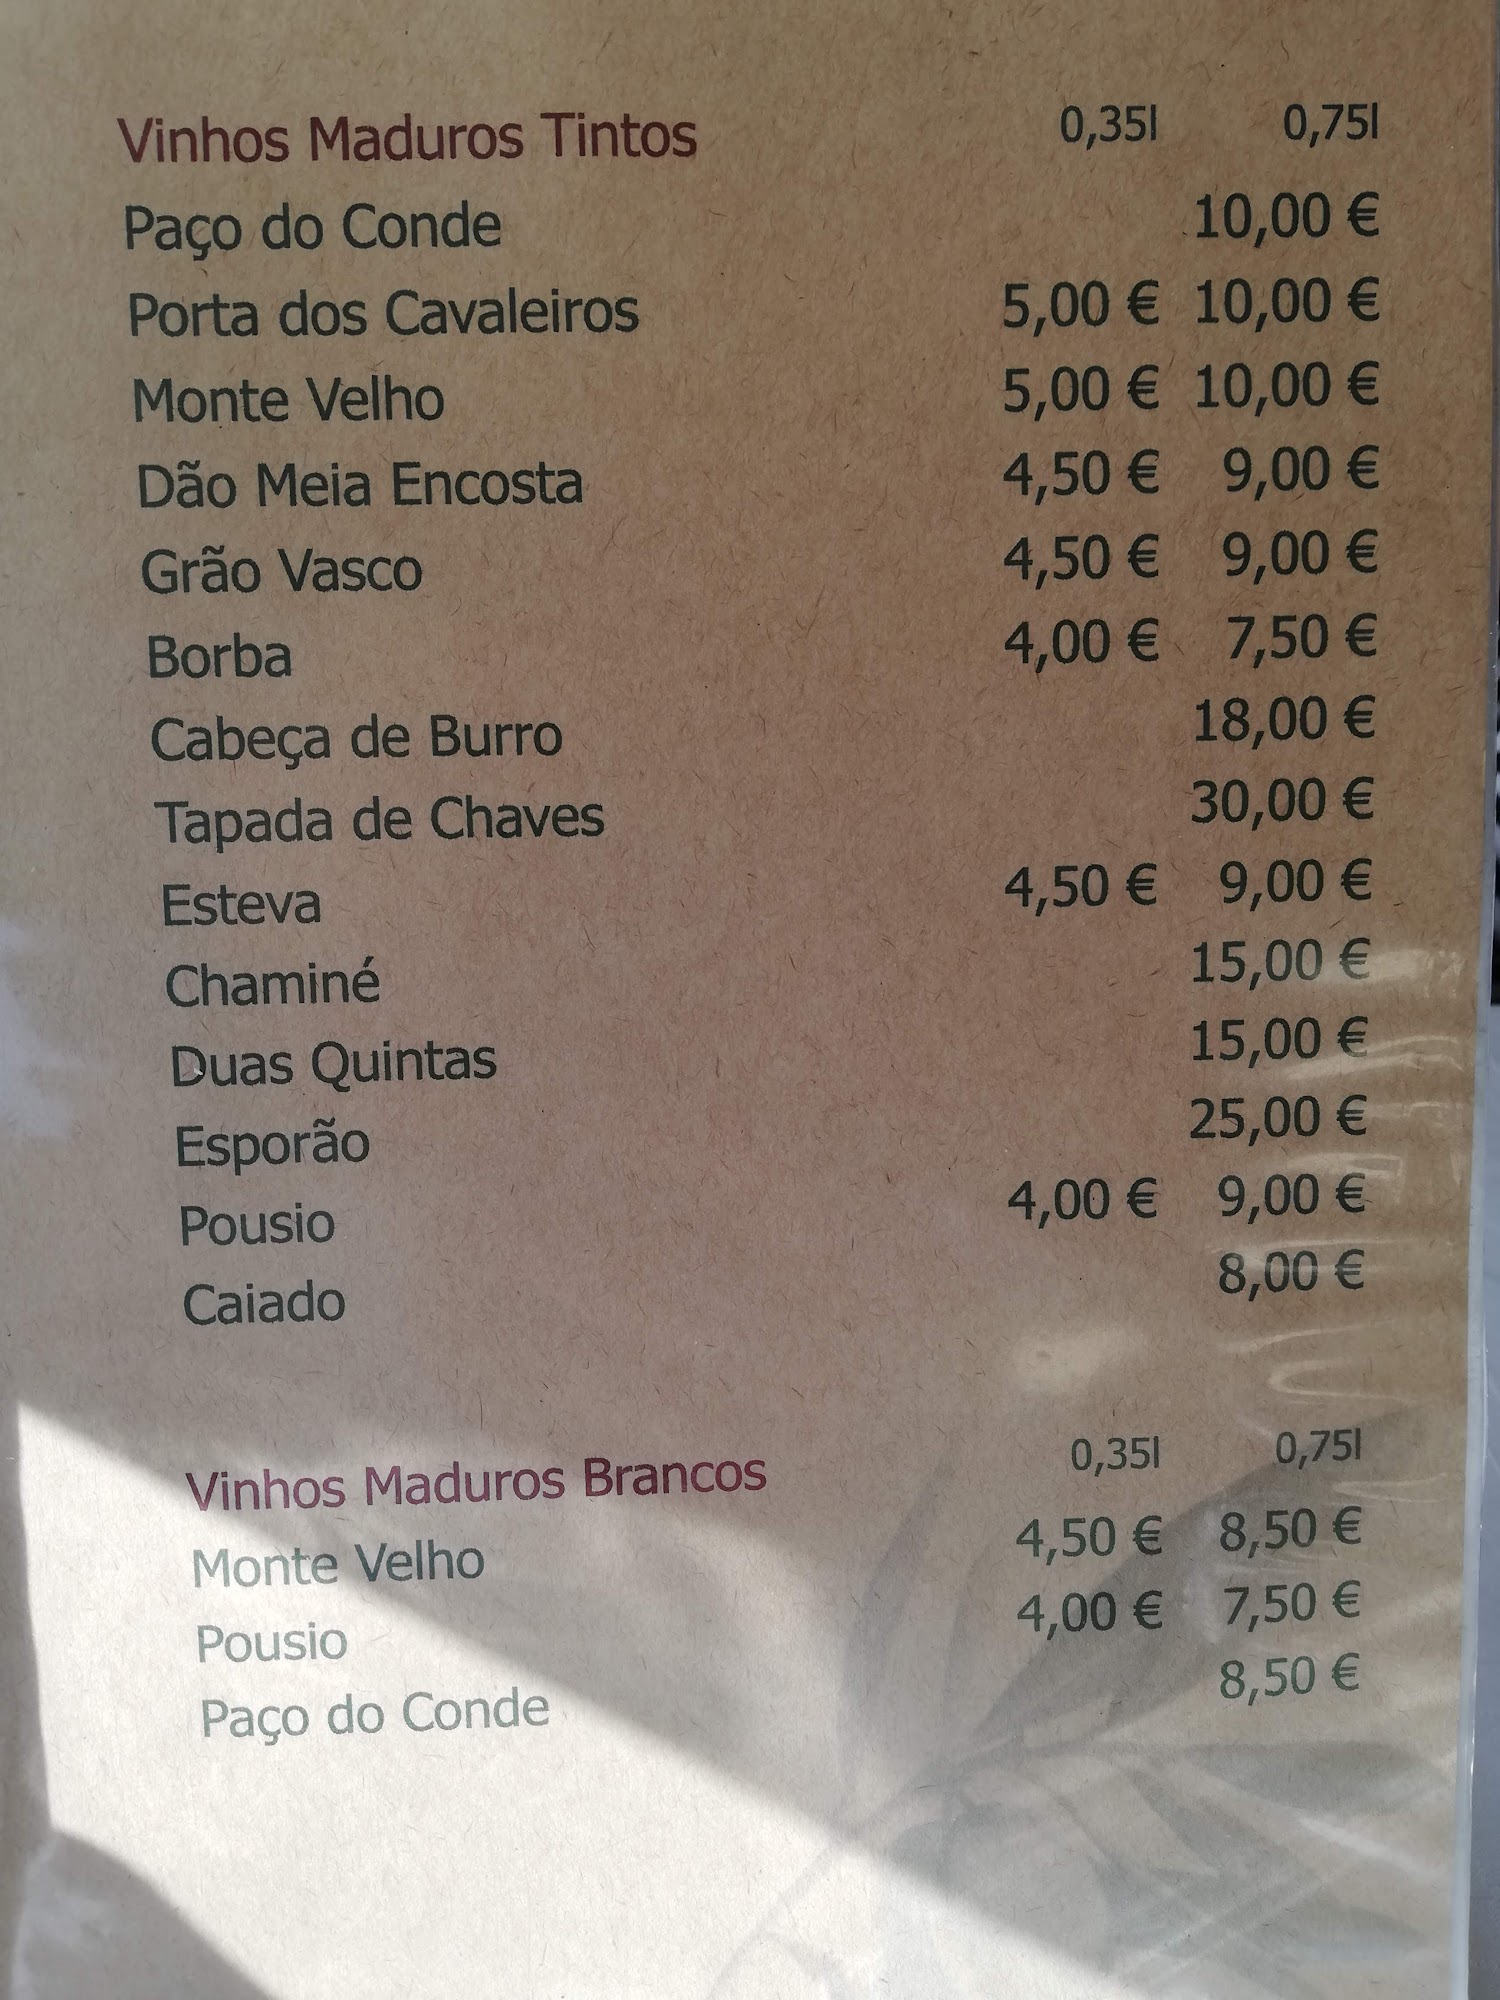 Vinhos Maduros Tintos 0,35l 0,75l
Paço do Conde 10,00 €
Porta dos Cavaleiros 5,00 € 10,00 €
Monte Velho 5,00 € 10,00 €
Dão Meia Encosta 4,50 € 9,00 €
Grão Vasco 4,50 € 9,00 €
Borba 4,00 € 7,50 €
Cabeça de Burro 18,00 €
Tapada de Chaves 30,00 €
Esteva 4,50 € 9,00 €
Chaminé 15,00 €
Duas Quintas 15,00 €
Esporão 25,00 €
Pousio 4,00 € 9,00 €
Caiado 8,00 €
Vinhos Maduros Brancos 0,35l 0,75l
Monte Velho 4,50 € 8,50 €
Pousio 4,00 € 7,50 €
Paço do Conde 8,50 €